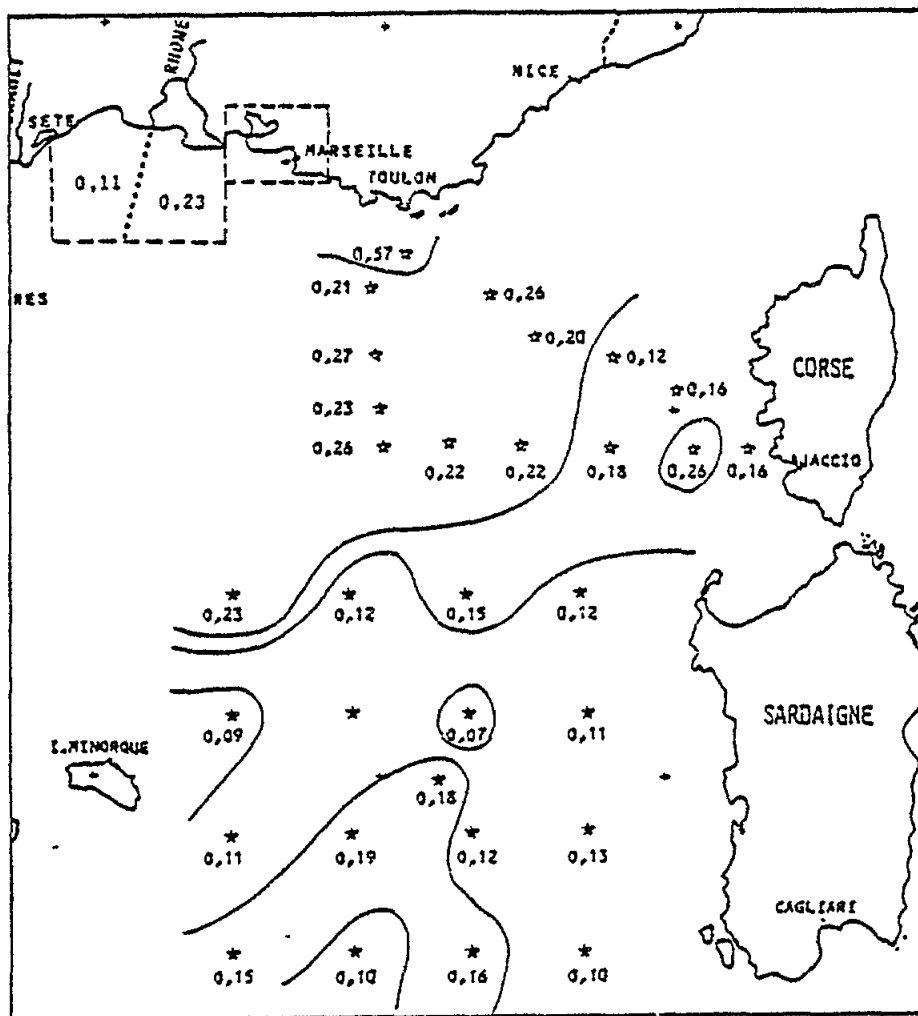 RHONE
NICE
SETE
MARSEILLE
TOULON
0,11
0,23
0,57
RES
0,21
0,26
0,20
0,27
0,12
CORSE
0,16
0,23
0,26
0,22
0,22
0,18
0,26
0,16
AJACCIO
0,23
0,12
0,15
0,12
0,09
0,07
0,11
SARDAIGNE
I.MINORQUE
0,18
0,11
0,19
0,12
0,13
CAGLIARI
0,15
0,10
0,16
0,10